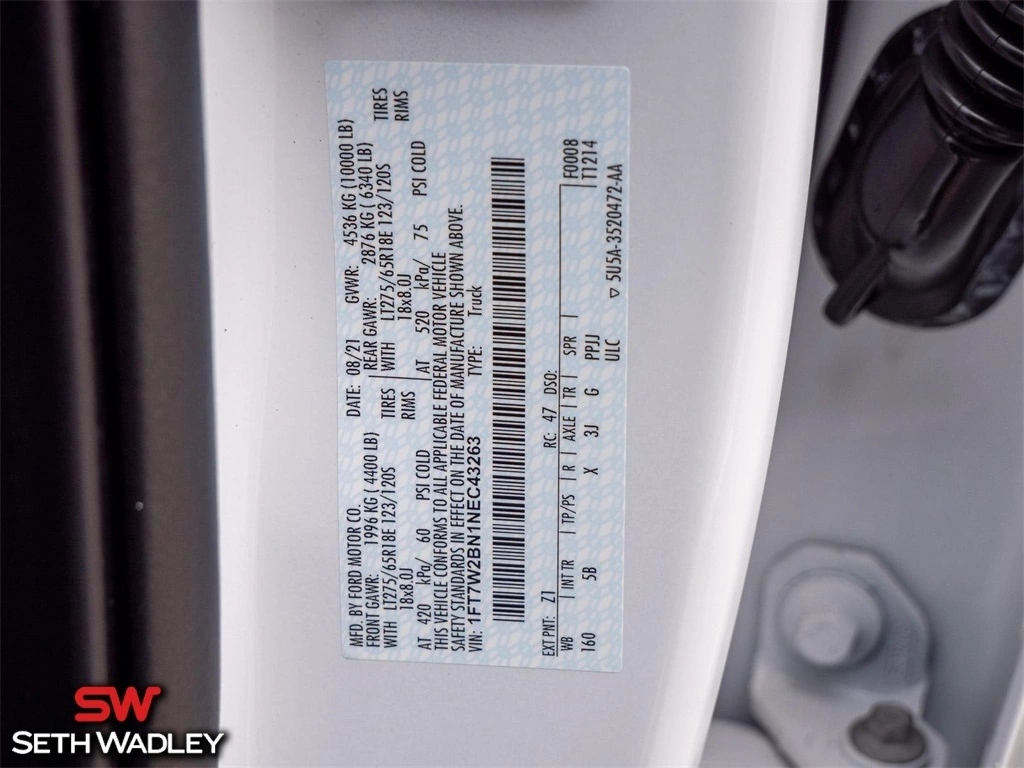 MFD. BY FORD MOTOR CO.
DATE: 08/21 GVWR: 4536 KG (10000 LB)
FRONT GAWR: 1996 KG ( 4400 LB)
REAR GAWR: 2876 KG ( 6340 LB)
WITH LT275/65R18E 123/120S TIRES
WITH LT275/65R18E 123/120S TIRES
18x8.0J RIMS
18x8.0J RIMS
AT 420 kPa/ 60 PSI COLD
AT 520 kPa/ 75 PSI COLD
THIS VEHICLE CONFORMS TO ALL APPLICABLE FEDERAL MOTOR VEHICLE
SAFETY STANDARDS IN EFFECT ON THE DATE OF MANUFACTURE SHOWN ABOVE.
VIN: 1FT7W2BN1NEC43263 TYPE: Truck
EXT PNT: Z1 RC: 47 DSO: F0008
WB | INT TR | TP/PS | R | AXLE | TR | SPR | T1214
160 5B X 3J G PPJJ
ULC ▽ 5U5A-3520472-AA
SW
SETH WADLEY